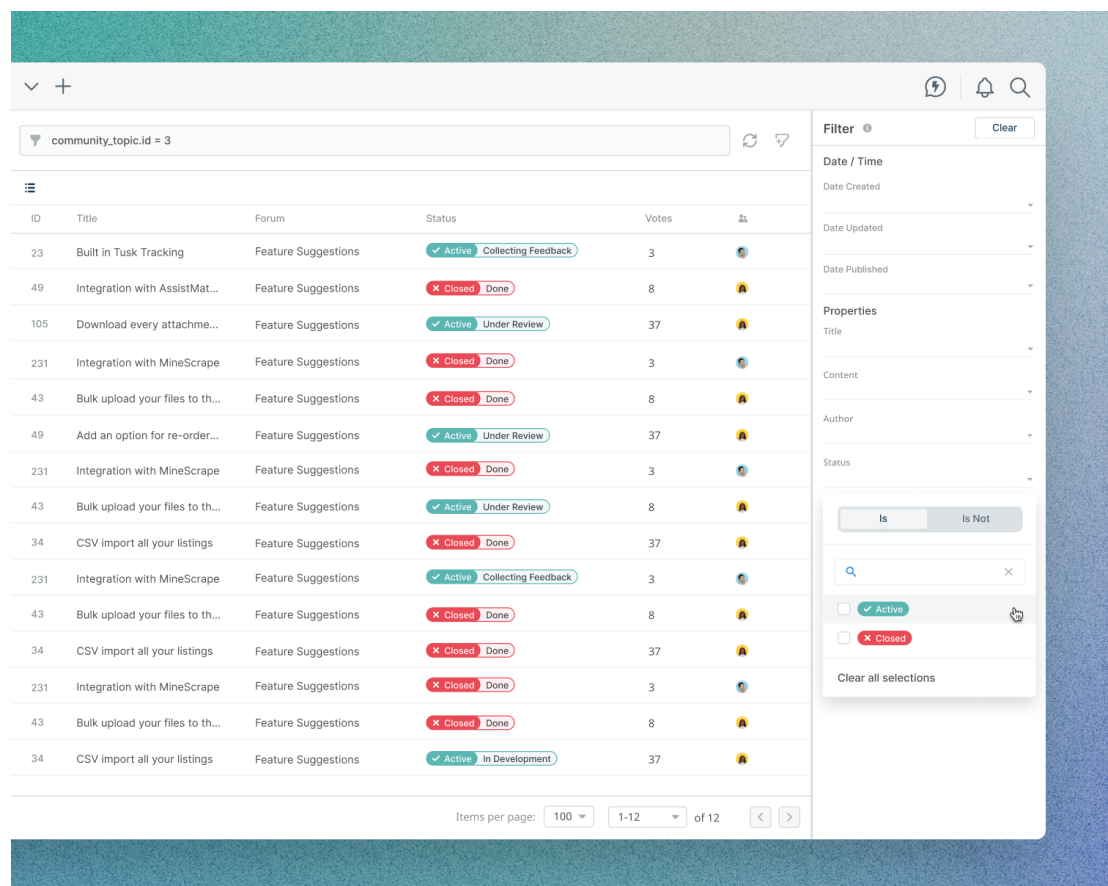 community_topic.id = 3
Filter
Clear
Date / Time
Date Created
Date Updated
Date Published
Properties
Title
Content
Author
Status
Is Is Not
Active
Closed
Clear all selections
ID Title Forum Status Votes
23 Built in Tusk Tracking Feature Suggestions Active Collecting Feedback 3
49 Integration with AssistMat... Feature Suggestions Closed Done 8
105 Download every attachme... Feature Suggestions Active Under Review 37
231 Integration with MineScrape Feature Suggestions Closed Done 3
43 Bulk upload your files to th... Feature Suggestions Closed Done 8
49 Add an option for re-order... Feature Suggestions Active Under Review 37
231 Integration with MineScrape Feature Suggestions Closed Done 3
43 Bulk upload your files to th... Feature Suggestions Active Under Review 8
34 CSV import all your listings Feature Suggestions Closed Done 37
231 Integration with MineScrape Feature Suggestions Active Collecting Feedback 3
43 Bulk upload your files to th... Feature Suggestions Closed Done 8
34 CSV import all your listings Feature Suggestions Closed Done 37
231 Integration with MineScrape Feature Suggestions Closed Done 3
43 Bulk upload your files to th... Feature Suggestions Closed Done 8
34 CSV import all your listings Feature Suggestions Active In Development 37
Items per page: 100 1-12 of 12